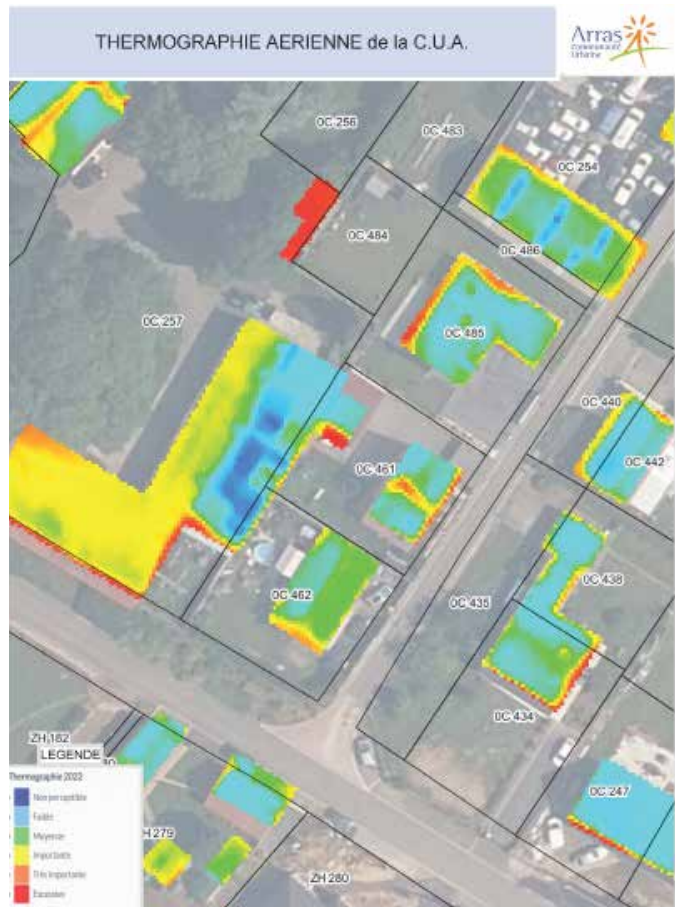 THERMOGRAPHIE AERIENNE de la C.U.A.
Arras
Communauté
Urbaine
0C 256
0C 483
0C 254
0C 484
0C 486
0C 257
0C 485
0C 440
0C 442
0C 461
0C 462
0C 435
0C 438
0C 434
ZH 182
LEGENDE
80
0C 247
Thermographie 2022
Non perceptible
Faible
Moyenne
Importante
Très importante
Excessive
H 279
ZH 280